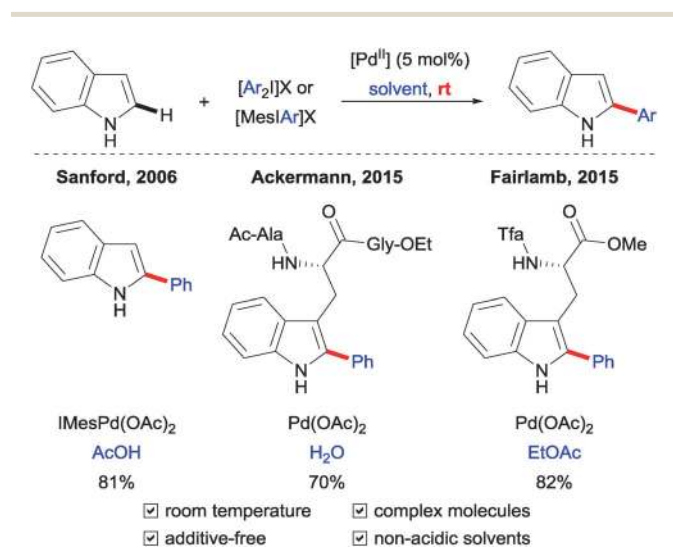 [PdII] (5 mol%)
[Ar2I]X or
[MesIAr]X
solvent, rt
H
+
N
H
Ar
N
H
Sanford, 2006
Ackermann, 2015
Fairlamb, 2015
Ac-Ala
HN
O
Gly-OEt
Tfa
HN
O
OMe
Ph
N
H
Ph
N
H
Ph
N
H
IMesPd(OAc)2
Pd(OAc)2
Pd(OAc)2
AcOH
H2O
EtOAc
81%
70%
82%
☑ room temperature ☑ complex molecules
☑ additive-free ☑ non-acidic solvents